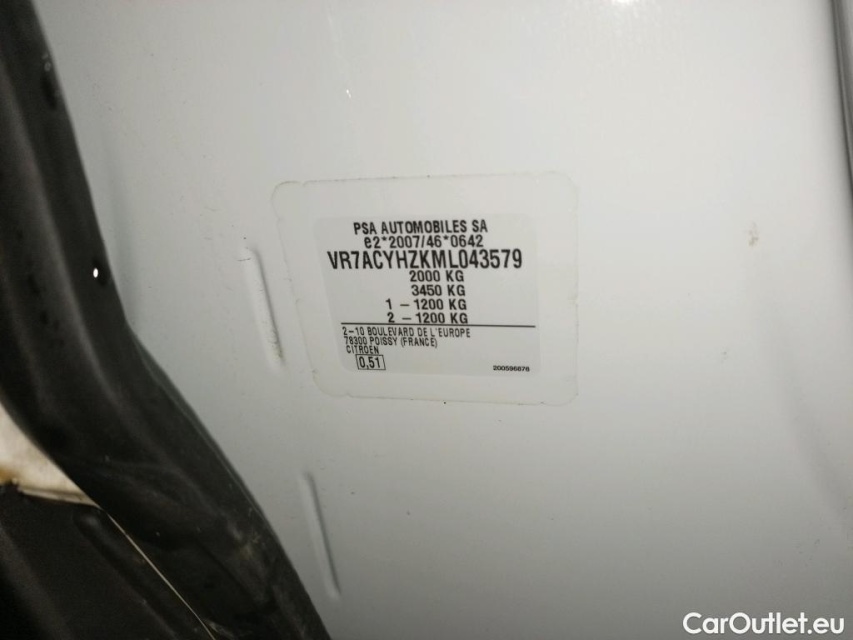 PSA AUTOMOBILES SA
e2*2007/46*0642
VR7ACYHZKML043579
2000 KG
3450 KG
1 - 1200 KG
2 - 1200 KG
2-10 BOULEVARD DE L'EUROPE
78300 POISSY (FRANCE)
CITROEN
0,51
200596676
CarOutlet.eu